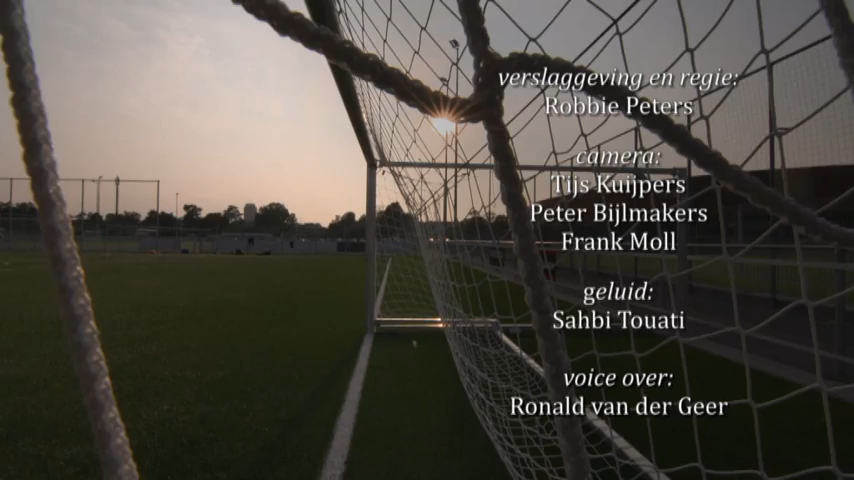 verslaggeving en regie:
Robbie Peters
camera:
Tijs Kuijpers
Peter Bijlmakers
Frank Moll
geluid:
Sahbi Touati
voice over:
Ronald van der Geer